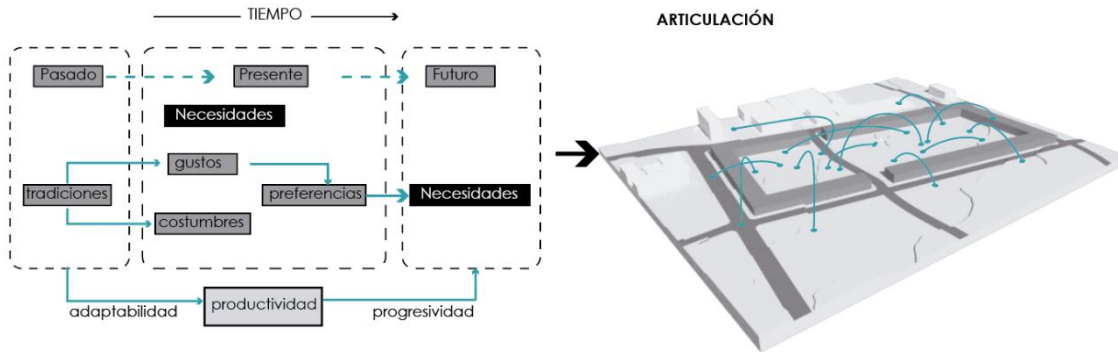 TIEMPO
ARTICULACIÓN
Pasado
Presente
Futuro
Necesidades
gustos
tradiciones
preferencias
Necesidades
costumbres
adaptabilidad
productividad
progresividad